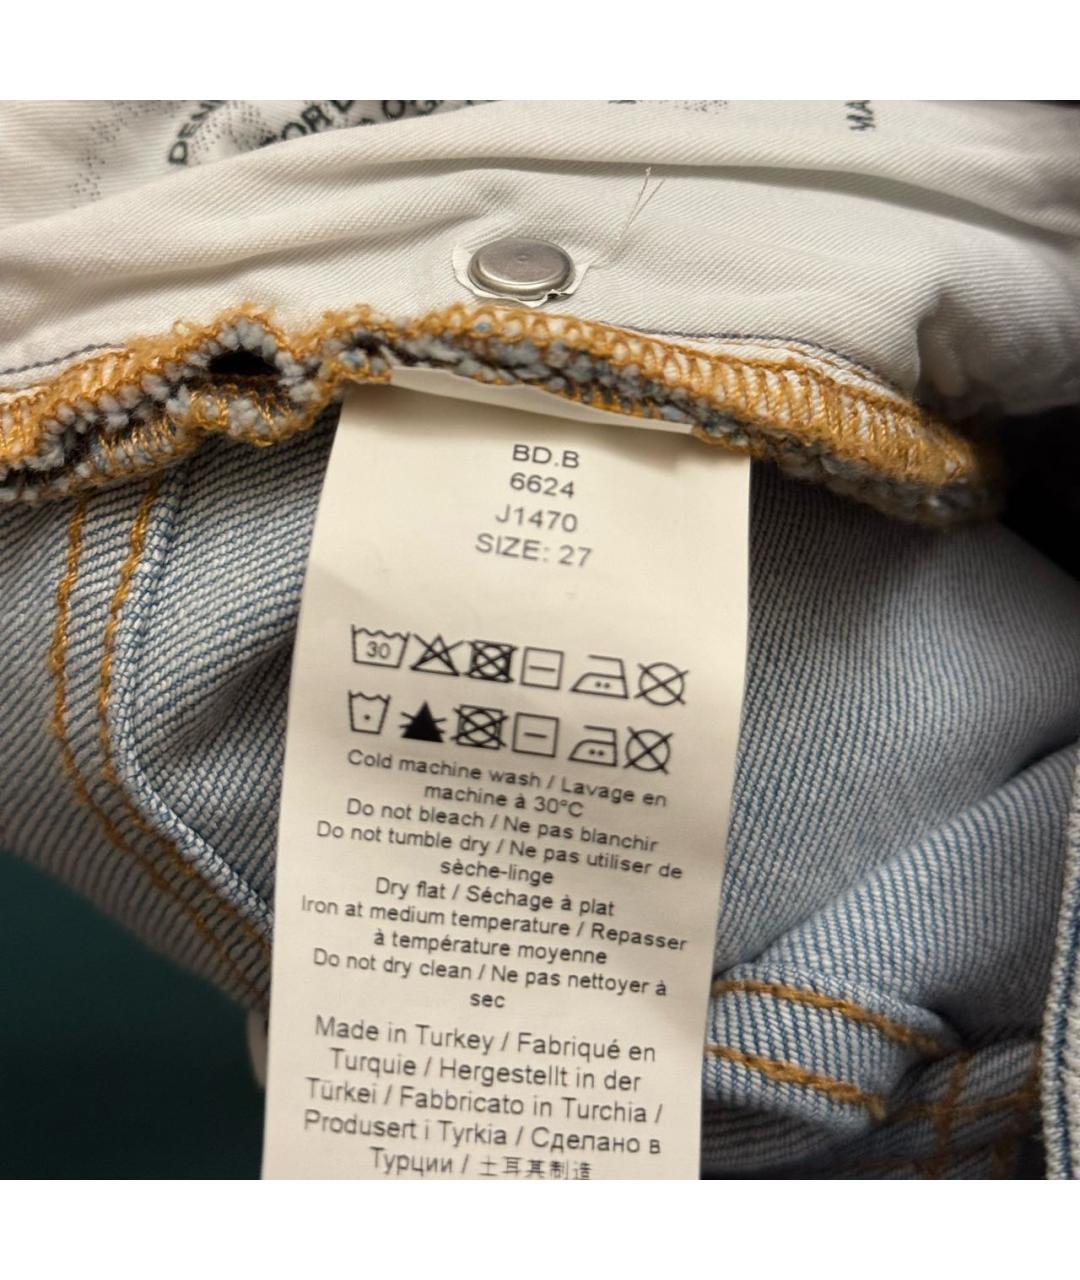 BD.B
6624
J1470
SIZE: 27
30
Cold machine wash / Lavage en
machine à 30°C
Do not bleach / Ne pas blanchir
Do not tumble dry / Ne pas utiliser de
sèche-linge
Dry flat / Séchage à plat
Iron at medium temperature / Repasser
à température moyenne
Do not dry clean / Ne pas nettoyer à
sec
Made in Turkey / Fabriqué en
Turquie / Hergestellt in der
Türkei / Fabbricato in Turchia /
Produsert i Tyrkia / Сделано в
Турции / 土耳其制造